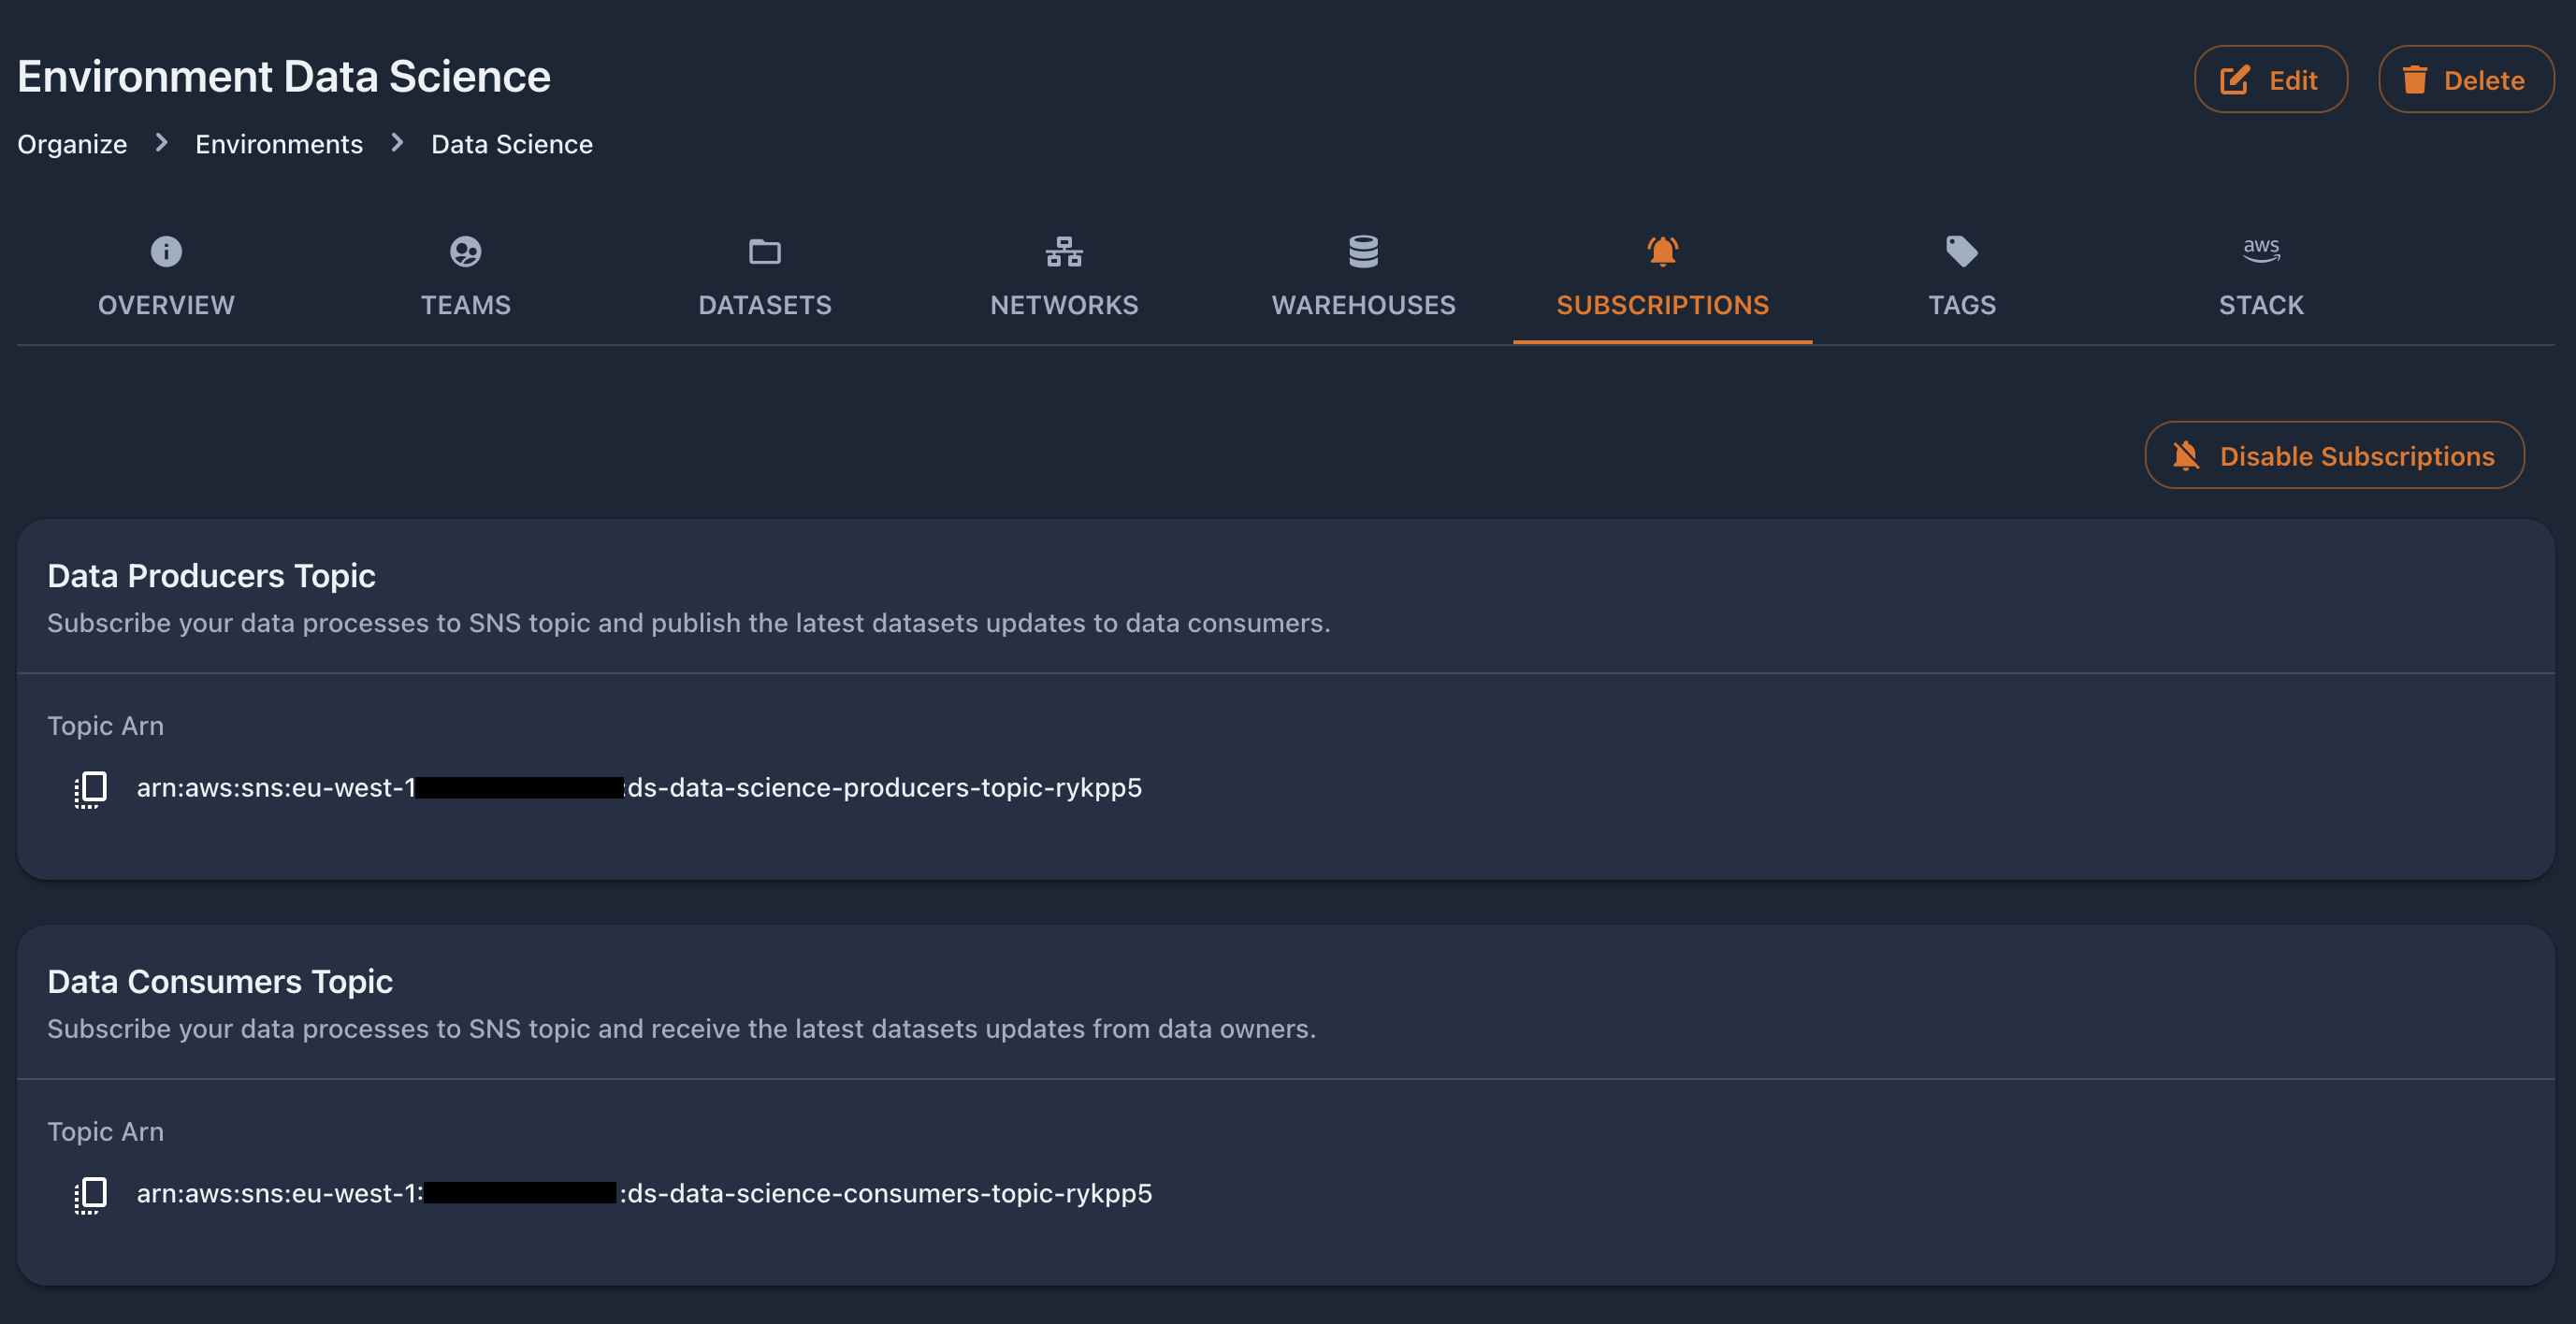 Environment Data Science
Edit
Delete
Organize > Environments > Data Science
OVERVIEW
TEAMS
DATASETS
NETWORKS
WAREHOUSES
SUBSCRIPTIONS
TAGS
aws
STACK
Disable Subscriptions
Data Producers Topic
Subscribe your data processes to SNS topic and publish the latest datasets updates to data consumers.
Topic Arn
arn:aws:sns:eu-west-1 :ds-data-science-producers-topic-rykpp5
Data Consumers Topic
Subscribe your data processes to SNS topic and receive the latest datasets updates from data owners.
Topic Arn
arn:aws:sns:eu-west-1: :ds-data-science-consumers-topic-rykpp5